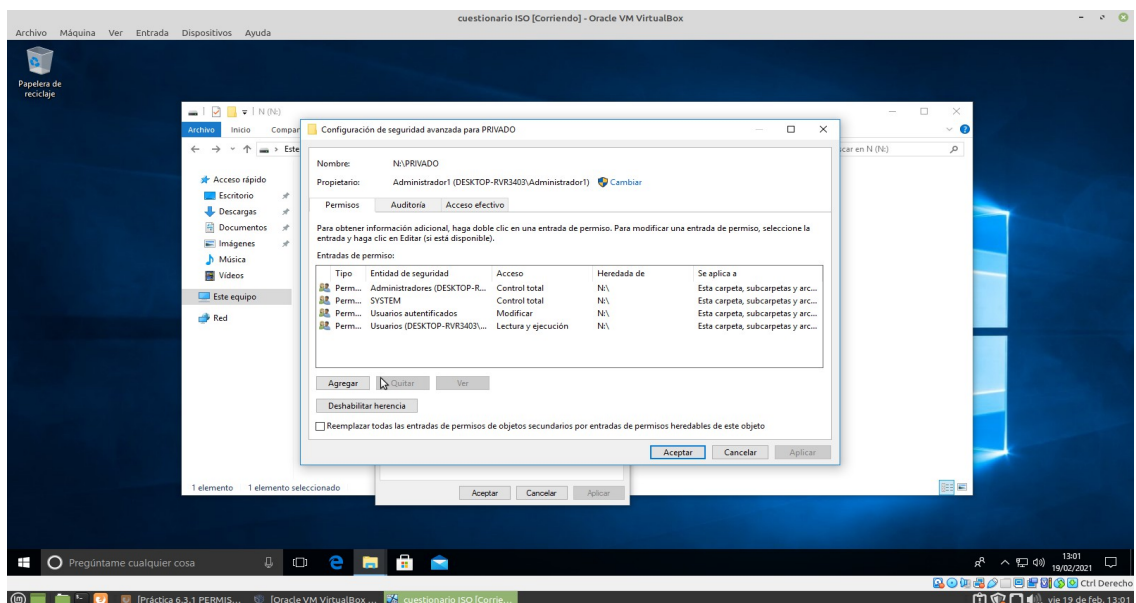 cuestionario ISO [Corriendo] - Oracle VM VirtualBox
Archivo Máquina Ver Entrada Dispositivos Ayuda
Papelera de
reciclaje
N (N:)
Archivo Inicio Compar
Este
car en N (N:)
Acceso rápido
Escritorio
Descargas
Documentos
Imágenes
Música
Vídeos
Este equipo
Red
1 elemento 1 elemento seleccionado
Configuración de seguridad avanzada para PRIVADO
Nombre: N:\PRIVADO
Propietario: Administrador1 (DESKTOP-RVR3403\Administrador1) Cambiar
Permisos Auditoría Acceso efectivo
Para obtener información adicional, haga doble clic en una entrada de permiso. Para modificar una entrada de permiso, seleccione la
entrada y haga clic en Editar (si está disponible).
Entradas de permiso:
Tipo Entidad de seguridad Acceso Heredada de Se aplica a
Perm... Administradores (DESKTOP-R... Control total N:\ Esta carpeta, subcarpetas y arc...
Perm... SYSTEM Control total N:\ Esta carpeta, subcarpetas y arc...
Perm... Usuarios autentificados Modificar N:\ Esta carpeta, subcarpetas y arc...
Perm... Usuarios (DESKTOP-RVR3403\... Lectura y ejecución N:\ Esta carpeta, subcarpetas y arc...
Agregar Quitar Ver
Deshabilitar herencia
Reemplazar todas las entradas de permisos de objetos secundarios por entradas de permisos heredables de este objeto
Aceptar Cancelar Aplicar
Aceptar Cancelar Aplicar
Pregúntame cualquier cosa
13:01
19/02/2021
Ctrl Derecho
[Práctica 6.3.1 PERMIS... [Oracle VM VirtualBox ... cuestionario ISO [Corrie... vie 19 de feb, 13:01